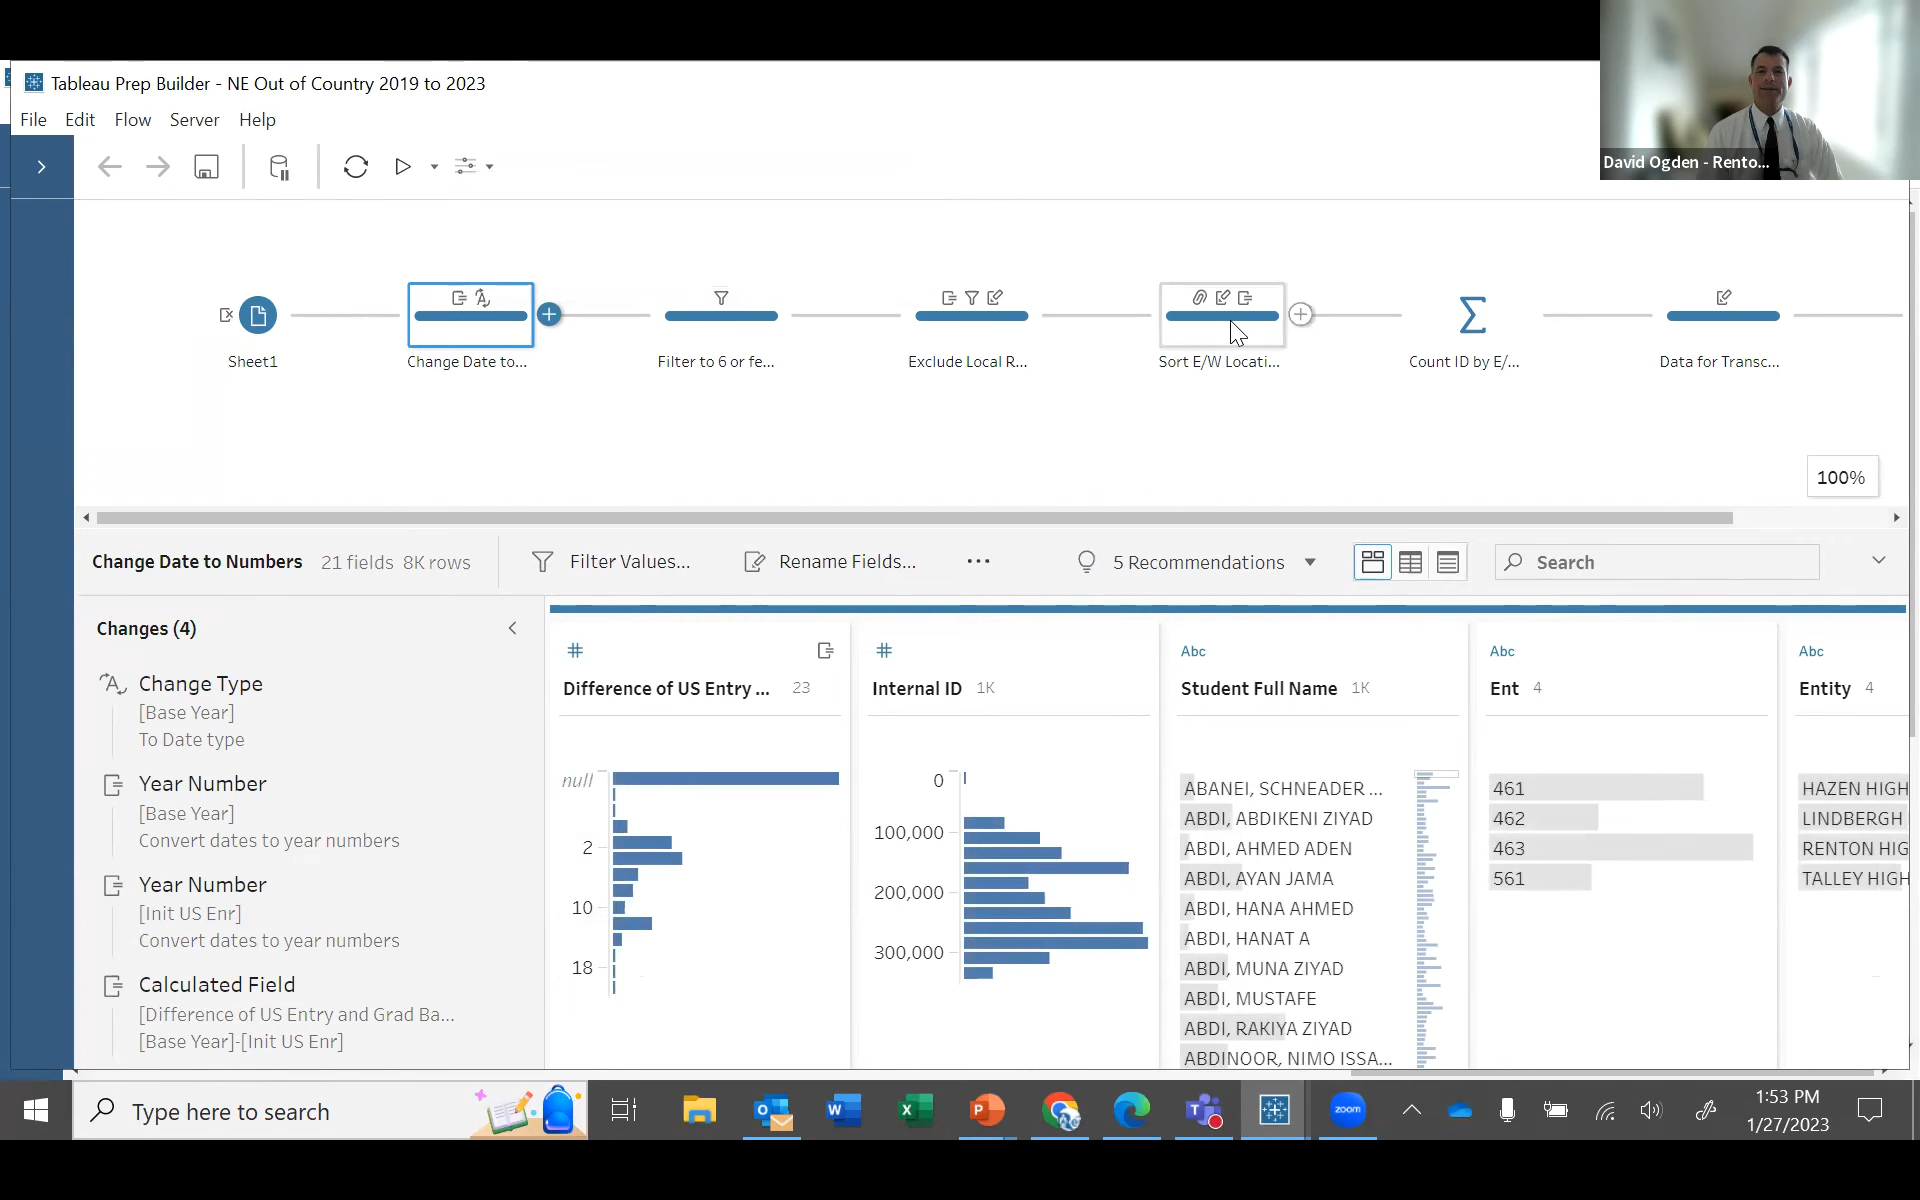 Tableau Prep Builder - NE Out of Country 2019 to 2023
David Ogden - Rento...
File Edit Flow Server Help
Sheet1
Change Date to...
Filter to 6 or fe...
Exclude Local R...
Sort E/W Locati...
Count ID by E/...
Data for Transc...
100%
Change Date to Numbers 21 fields 8K rows
Filter Values...
Rename Fields...
5 Recommendations
Search
Changes (4)
Change Type
[Base Year]
To Date type
Year Number
[Base Year]
Convert dates to year numbers
Year Number
[Init US Enr]
Convert dates to year numbers
Calculated Field
[Difference of US Entry and Grad Ba...
[Base Year]-[Init US Enr]
#
Difference of US Entry ... 23
null
2
10
18
#
Internal ID 1K
0
100,000
200,000
300,000
Abc
Student Full Name 1K
ABANEI, SCHNEADER ...
ABDI, ABDIKENI ZIYAD
ABDI, AHMED ADEN
ABDI, AYAN JAMA
ABDI, HANA AHMED
ABDI, HANAT A
ABDI, MUNA ZIYAD
ABDI, MUSTAFE
ABDI, RAKIYA ZIYAD
ABDINOOR, NIMO ISSA...
Abc
Ent 4
461
462
463
561
Abc
Entity 4
HAZEN HIGH
LINDBERGH
RENTON HIG
TALLEY HIGH
Type here to search
zoom
1:53 PM
1/27/2023